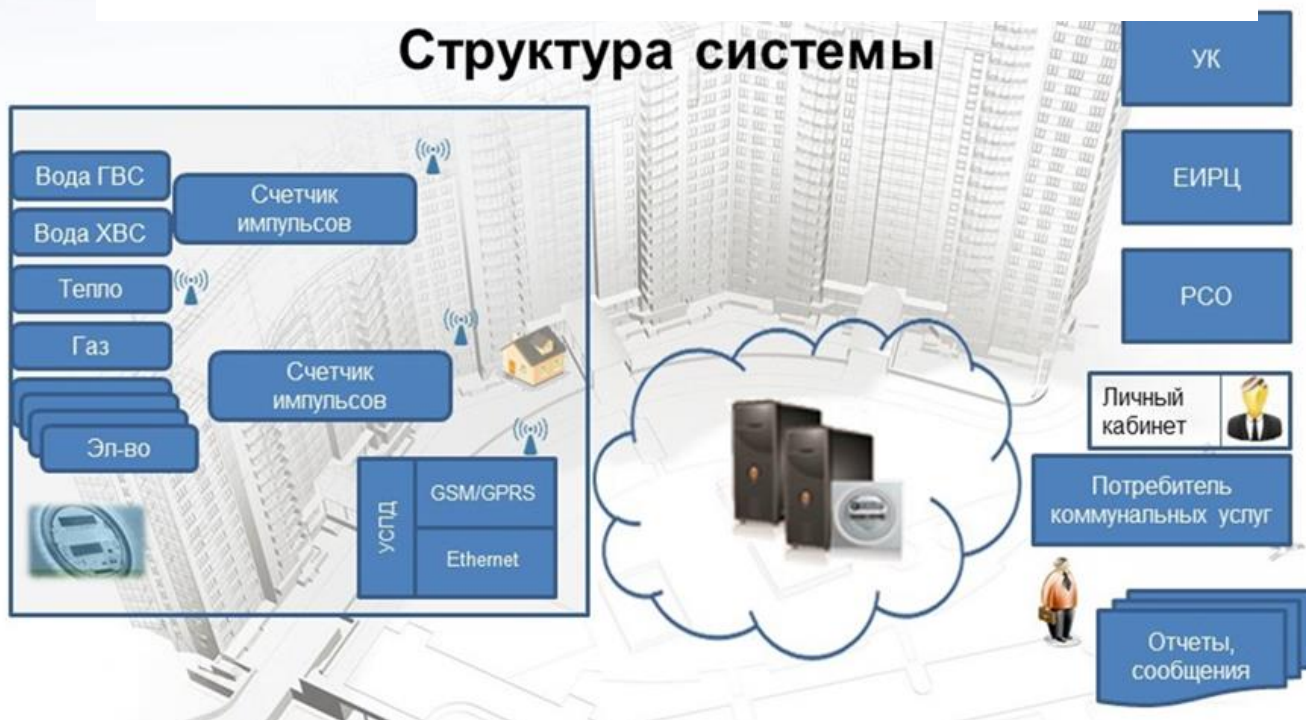 Структура системы
Вода ГВС
Вода ХВС
Тепло
Газ
Эл-во
Счетчик
импульсов
Счетчик
импульсов
УСПД
GSM/GPRS
Ethernet
УК
ЕИРЦ
РСО
Личный
кабинет
Потребитель
коммунальных услуг
Отчеты,
сообщения